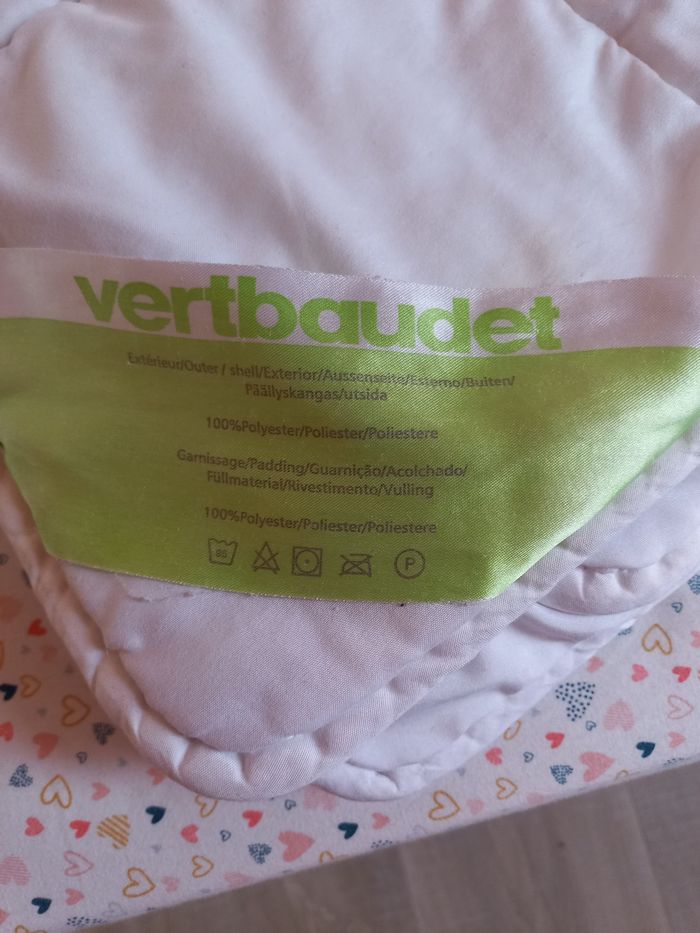 vertbaudet
Extérieur/Outer / shell/Exterior/Aussenseite/Esterno/Buiten/
Päällyskangas/utsida
100%Polyester/Poliester/Poliestere
Garnissage/Padding/Guarnição/Acolchado/
Füllmaterial/Rivestimento/Vulling
100%Polyester/Poliester/Poliestere
P